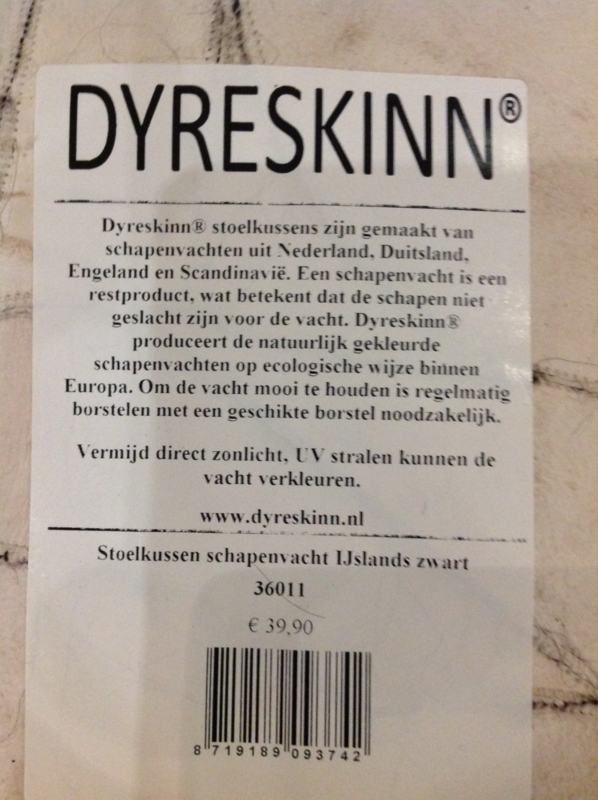 DYRESKINN®
Dyreskinn® stoelkussens zijn gemaakt van
schapenvachten uit Nederland, Duitsland,
Engeland en Scandinavië. Een schapenvacht is een
restproduct, wat betekent dat de schapen niet
geslacht zijn voor de vacht. Dyreskinn®
produceert de natuurlijk gekleurde
schapenvachten op ecologische wijze binnen
Europa. Om de vacht mooi te houden is regelmatig
borstelen met een geschikte borstel noodzakelijk.
Vermijd direct zonlicht, UV stralen kunnen de
vacht verkleuren.
www.dyreskinn.nl
Stoelkussen schapenvacht IJslands zwart
36011
€ 39,90
8 719189 093742